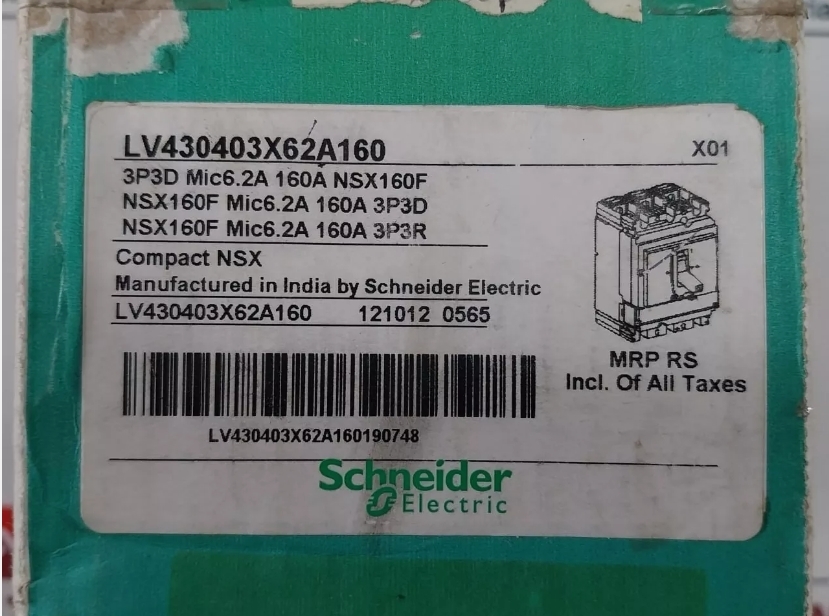 LV430403X62A160 X01
3P3D Mic6.2A 160A NSX160F
NSX160F Mic6.2A 160A 3P3D
NSX160F Mic6.2A 160A 3P3R
Compact NSX
Manufactured in India by Schneider Electric
LV430403X62A160 121012 0565
MRP RS
Incl. Of All Taxes
LV430403X62A160190748
Schneider
Electric